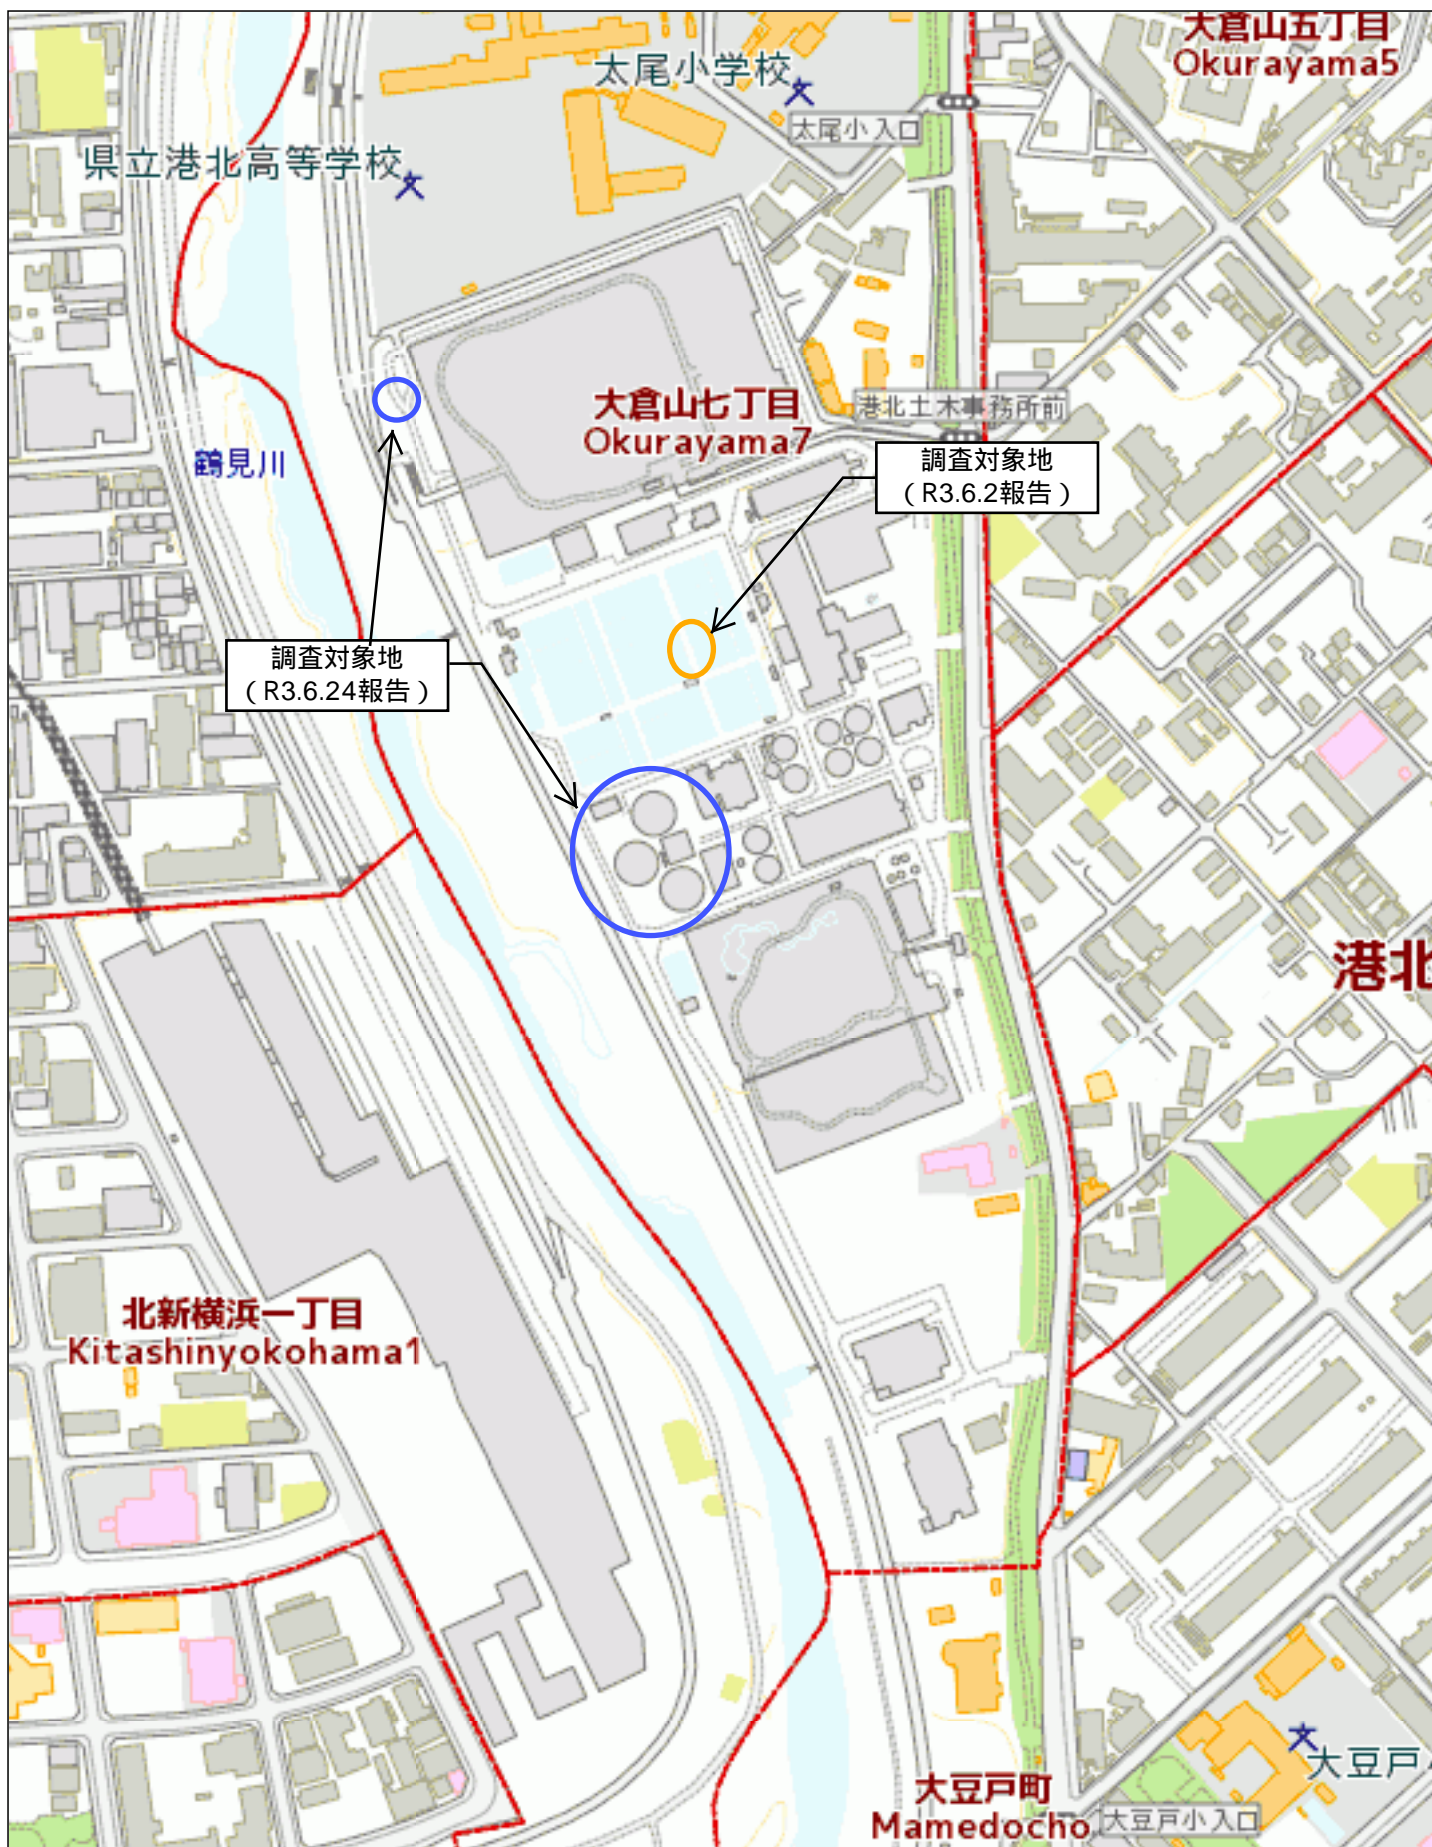 大倉山五丁目
Okurayama5
太尾小学校
太尾小入口
県立港北高等学校
大倉山七丁目
Okurayama7
港北土木事務所前
調査対象地
（R3.6.2報告）
鶴見川
調査対象地
（R3.6.24報告）
港北
北新横浜一丁目
Kitashinyokohama1
大豆戸
大豆戸町
Mamedocho
大豆戸小入口